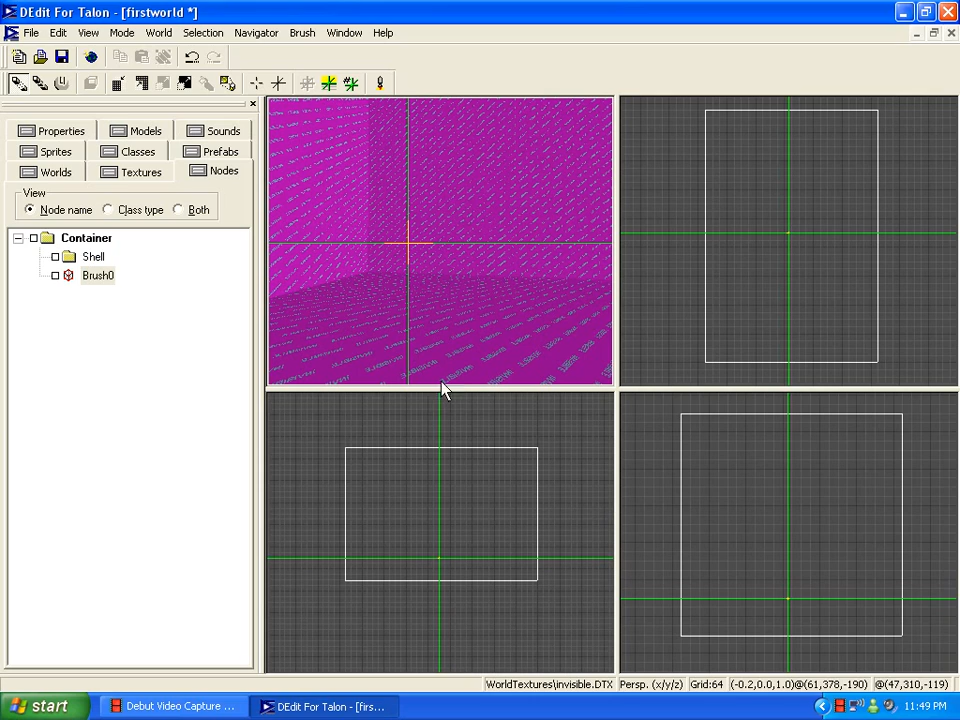 DEdit For Talon - [firstworld *]
File Edit View Mode World Selection Navigator Brush Window Help
Properties Models Sounds
Sprites Classes Prefabs
Worlds Textures Nodes
View
Node name Class type Both
Container
Shell
Brush0
WorldTextures\invisible.DTX Persp. (x/y/z) Grid:64 (-0.2,0.0,1.0)@(61,378,-190) @(47,310,-119)
start Debut Video Capture ... DEdit For Talon - [firs... 11:49 PM